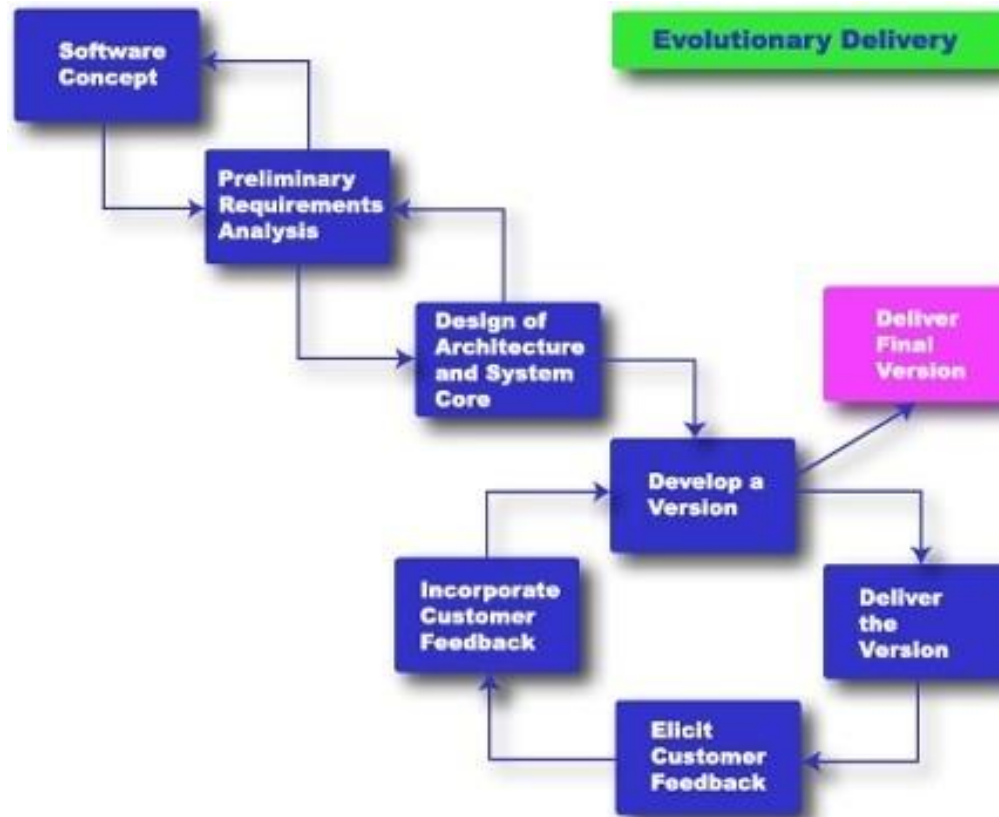 Evolutionary Delivery
Software
Concept
Preliminary
Requirements
Analysis
Design of
Architecture
and System
Core
Deliver
Final
Version
Develop a
Version
Incorporate
Customer
Feedback
Deliver
the
Version
Elicit
Customer
Feedback